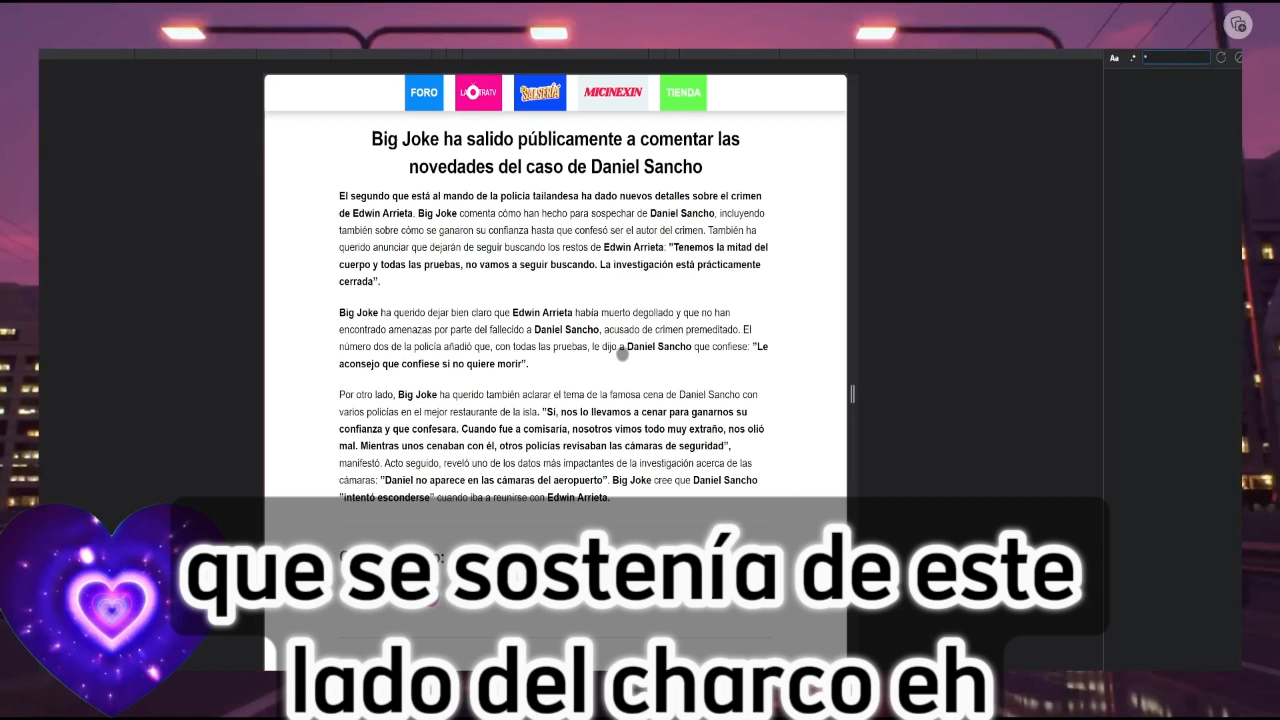 Aa .*
FORO LA OTRATV SALSERÍA MICINEXIN TIENDA
Big Joke ha salido públicamente a comentar las
novedades del caso de Daniel Sancho
El segundo que está al mando de la policía tailandesa ha dado nuevos detalles sobre el crimen
de Edwin Arrieta. Big Joke comenta cómo han hecho para sospechar de Daniel Sancho, incluyendo
también sobre cómo se ganaron su confianza hasta que confesó ser el autor del crimen. También ha
querido anunciar que dejarán de seguir buscando los restos de Edwin Arrieta: "Tenemos la mitad del
cuerpo y todas las pruebas, no vamos a seguir buscando. La investigación está prácticamente
cerrada".
Big Joke ha querido dejar bien claro que Edwin Arrieta había muerto degollado y que no han
encontrado amenazas por parte del fallecido a Daniel Sancho, acusado de crimen premeditado. El
número dos de la policía añadió que, con todas las pruebas, le dijo a Daniel Sancho que confiese: "Le
aconsejo que confiese si no quiere morir".
Por otro lado, Big Joke ha querido también aclarar el tema de la famosa cena de Daniel Sancho con
varios policías en el mejor restaurante de la isla. "Sí, nos lo llevamos a cenar para ganarnos su
confianza y que confesara. Cuando fue a comisaría, nosotros vimos todo muy extraño, nos olió
mal. Mientras unos cenaban con él, otros policías revisaban las cámaras de seguridad",
manifestó. Acto seguido, reveló uno de los datos más impactantes de la investigación acerca de las
cámaras: "Daniel no aparece en las cámaras del aeropuerto". Big Joke cree que Daniel Sancho
"intentó esconderse" cuando iba a reunirse con Edwin Arrieta.
que se sostenía de este
lado del charco eh